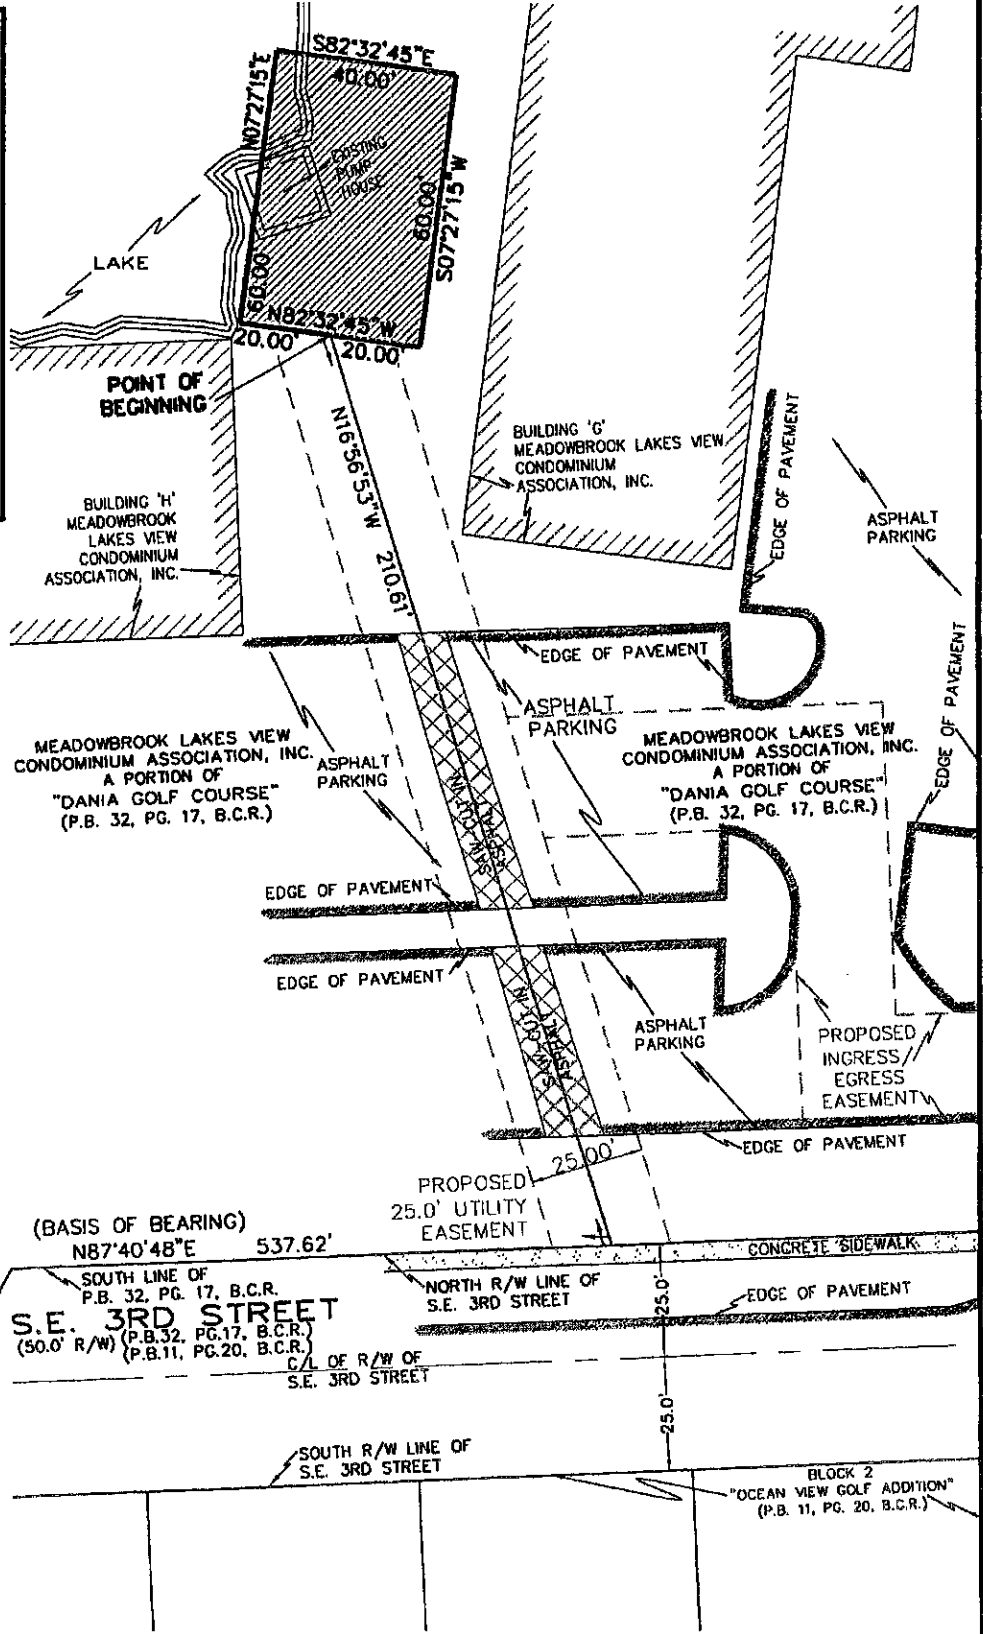 S82°32'45"E
40.00'
N07°27'15"E
EXISTING
PUMP
HOUSE
60.00'
S07°27'15"W
LAKE
60.00'
N82°32'45"W
20.00'
20.00'
POINT OF
BEGINNING
N16°56'53"W 210.61'
BUILDING 'G'
MEADOWBROOK LAKES VIEW
CONDOMINIUM
ASSOCIATION, INC.
EDGE OF PAVEMENT
ASPHALT
PARKING
BUILDING 'H'
MEADOWBROOK
LAKES VIEW
CONDOMINIUM
ASSOCIATION, INC.
EDGE OF PAVEMENT
EDGE OF PAVEMENT
ASPHALT
PARKING
MEADOWBROOK LAKES VIEW
CONDOMINIUM ASSOCIATION, INC.
A PORTION OF
"DANIA GOLF COURSE"
(P.B. 32, PG. 17, B.C.R.)
ASPHALT
PARKING
MEADOWBROOK LAKES VIEW
CONDOMINIUM ASSOCIATION, INC.
A PORTION OF
"DANIA GOLF COURSE"
(P.B. 32, PG. 17, B.C.R.)
SAW CUT IN
ASPHALT
EDGE OF PAVEMENT
EDGE OF PAVEMENT
SAW CUT IN
ASPHALT
ASPHALT
PARKING
PROPOSED
INGRESS/
EGRESS
EASEMENT
EDGE OF PAVEMENT
25.00'
PROPOSED
25.0' UTILITY
EASEMENT
(BASIS OF BEARING)
N87°40'48"E 537.62'
CONCRETE SIDEWALK
SOUTH LINE OF
P.B. 32, PG. 17, B.C.R.
NORTH R/W LINE OF
S.E. 3RD STREET
25.0'
EDGE OF PAVEMENT
S.E. 3RD STREET
(50.0' R/W) (P.B.32, PG.17, B.C.R.)
(P.B.11, PG.20, B.C.R.)
C/L OF R/W OF
S.E. 3RD STREET
25.0'
SOUTH R/W LINE OF
S.E. 3RD STREET
BLOCK 2
"OCEAN VIEW GOLF ADDITION"
(P.B. 11, PG. 20, B.C.R.)